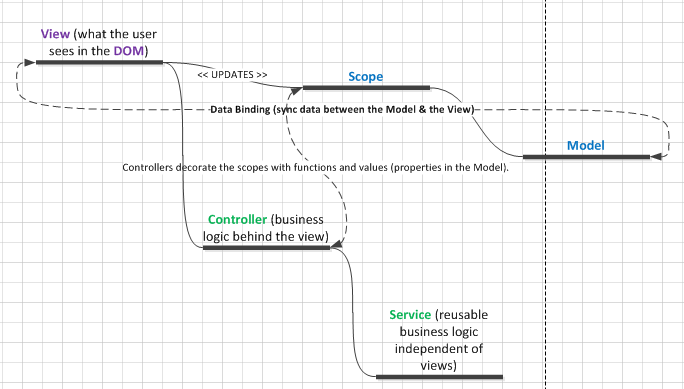 View (what the user
sees in the DOM)
<< UPDATES >>
Scope
Data Binding (sync data between the Model & the View)
Model
Controllers decorate the scopes with functions and values (properties in the Model).
Controller (business
logic behind the view)
Service (reusable
business logic
independent of
views)